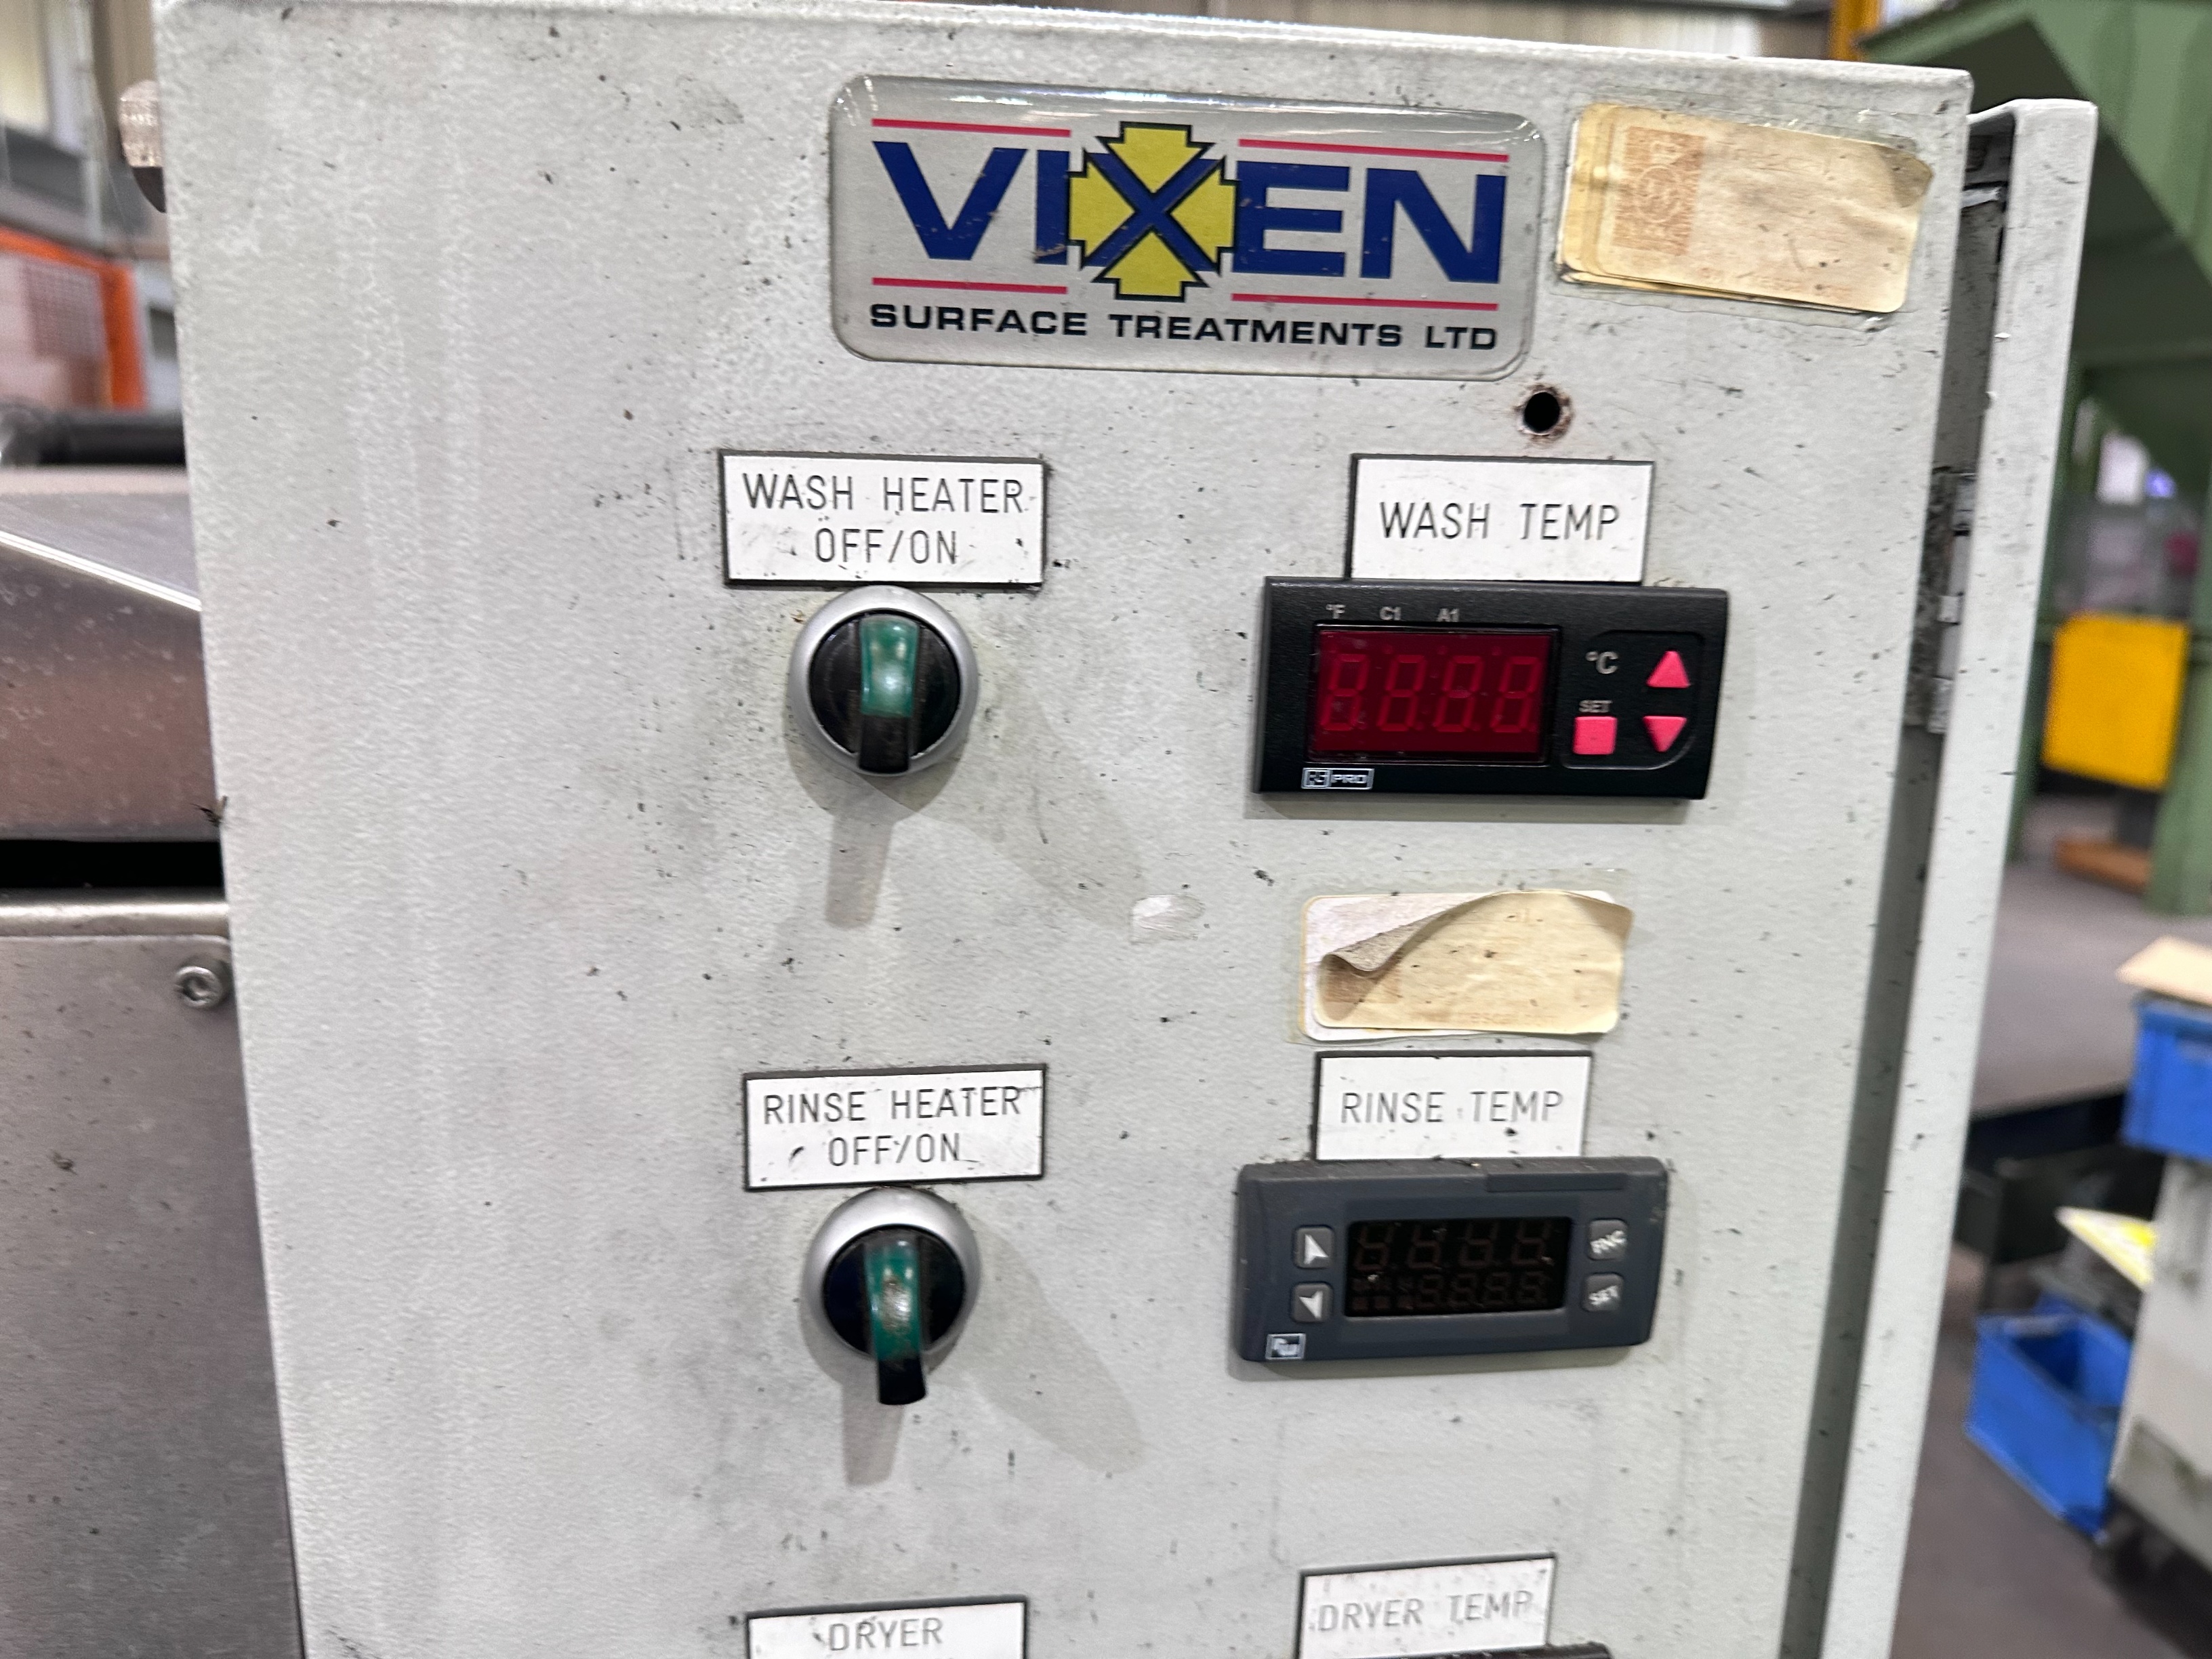 VIXEN
SURFACE TREATMENTS LTD
WASH HEATER
OFF/ON
WASH TEMP
°F C1 A1
°C
SET
RS PRO
RINSE HEATER
OFF/ON
RINSE TEMP
FNC
SET
DRYER
DRYER TEMP